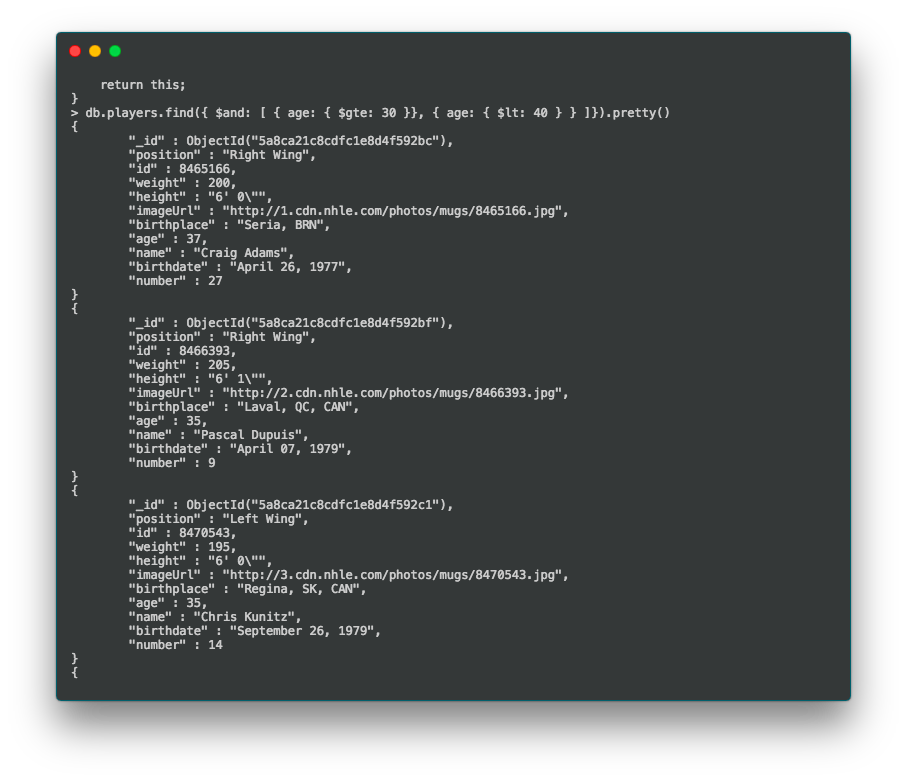 return this;
}
> db.players.find({ $and: [ { age: { $gte: 30 }}, { age: { $lt: 40 } } ]}).pretty()
{
        "_id" : ObjectId("5a8ca21c8cdfc1e8d4f592bc"),
        "position" : "Right Wing",
        "id" : 8465166,
        "weight" : 200,
        "height" : "6' 0\"",
        "imageUrl" : "http://1.cdn.nhle.com/photos/mugs/8465166.jpg",
        "birthplace" : "Seria, BRN",
        "age" : 37,
        "name" : "Craig Adams",
        "birthdate" : "April 26, 1977",
        "number" : 27
}
{
        "_id" : ObjectId("5a8ca21c8cdfc1e8d4f592bf"),
        "position" : "Right Wing",
        "id" : 8466393,
        "weight" : 205,
        "height" : "6' 1\"",
        "imageUrl" : "http://2.cdn.nhle.com/photos/mugs/8466393.jpg",
        "birthplace" : "Laval, QC, CAN",
        "age" : 35,
        "name" : "Pascal Dupuis",
        "birthdate" : "April 07, 1979",
        "number" : 9
}
{
        "_id" : ObjectId("5a8ca21c8cdfc1e8d4f592c1"),
        "position" : "Left Wing",
        "id" : 8470543,
        "weight" : 195,
        "height" : "6' 0\"",
        "imageUrl" : "http://3.cdn.nhle.com/photos/mugs/8470543.jpg",
        "birthplace" : "Regina, SK, CAN",
        "age" : 35,
        "name" : "Chris Kunitz",
        "birthdate" : "September 26, 1979",
        "number" : 14
}
{